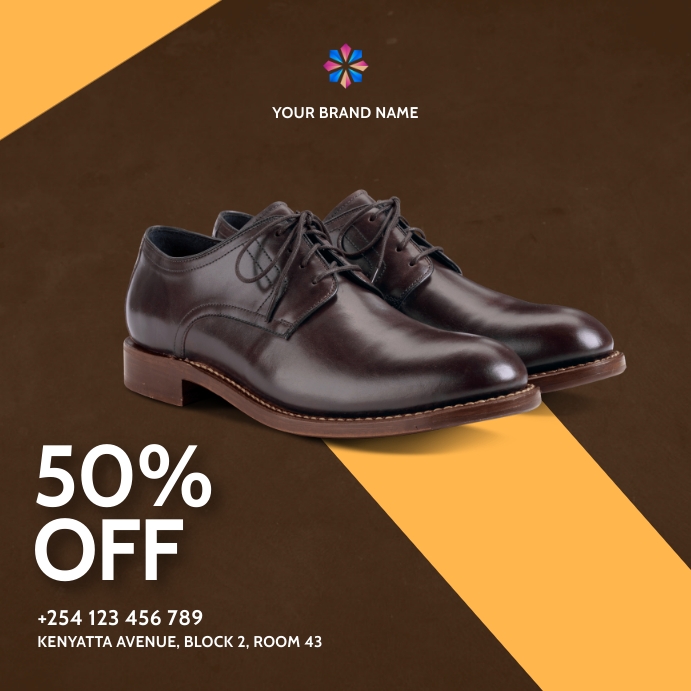 YOUR BRAND NAME
50%
OFF
+254 123 456 789
KENYATTA AVENUE, BLOCK 2, ROOM 43